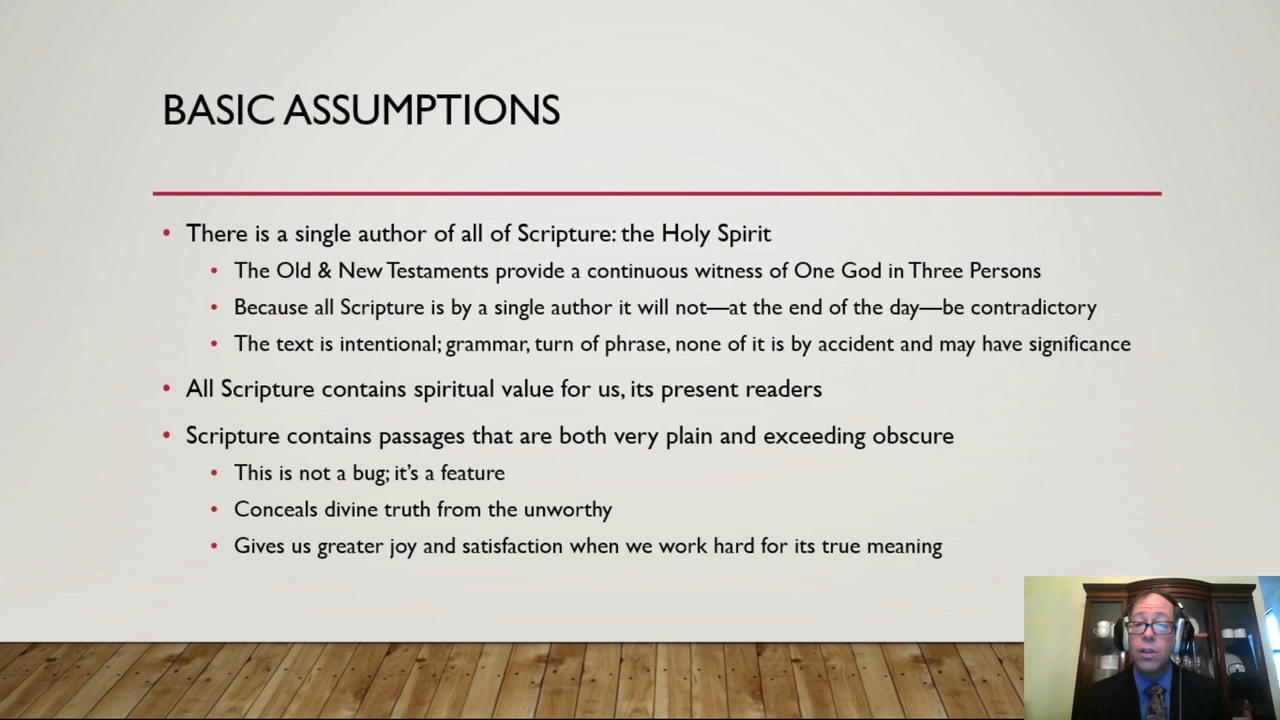 BASIC ASSUMPTIONS
• There is a single author of all of Scripture: the Holy Spirit
• The Old & New Testaments provide a continuous witness of One God in Three Persons
• Because all Scripture is by a single author it will not—at the end of the day—be contradictory
• The text is intentional; grammar, turn of phrase, none of it is by accident and may have significance
• All Scripture contains spiritual value for us, its present readers
• Scripture contains passages that are both very plain and exceeding obscure
• This is not a bug; it's a feature
• Conceals divine truth from the unworthy
• Gives us greater joy and satisfaction when we work hard for its true meaning